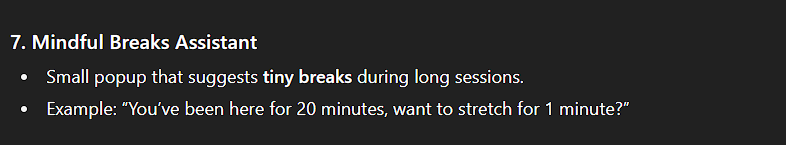 7. Mindful Breaks Assistant
• Small popup that suggests tiny breaks during long sessions.
• Example: “You’ve been here for 20 minutes, want to stretch for 1 minute?”